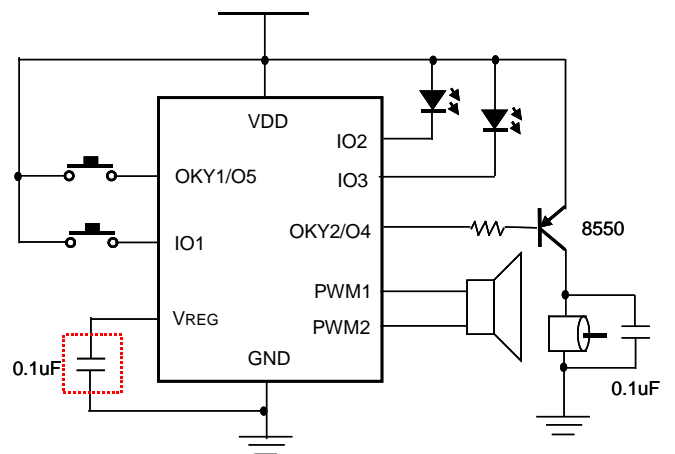 VDD
IO2
OKY1/O5
IO3
OKY2/O4
8550
IO1
PWM1
VREG
PWM2
GND
0.1uF
0.1uF